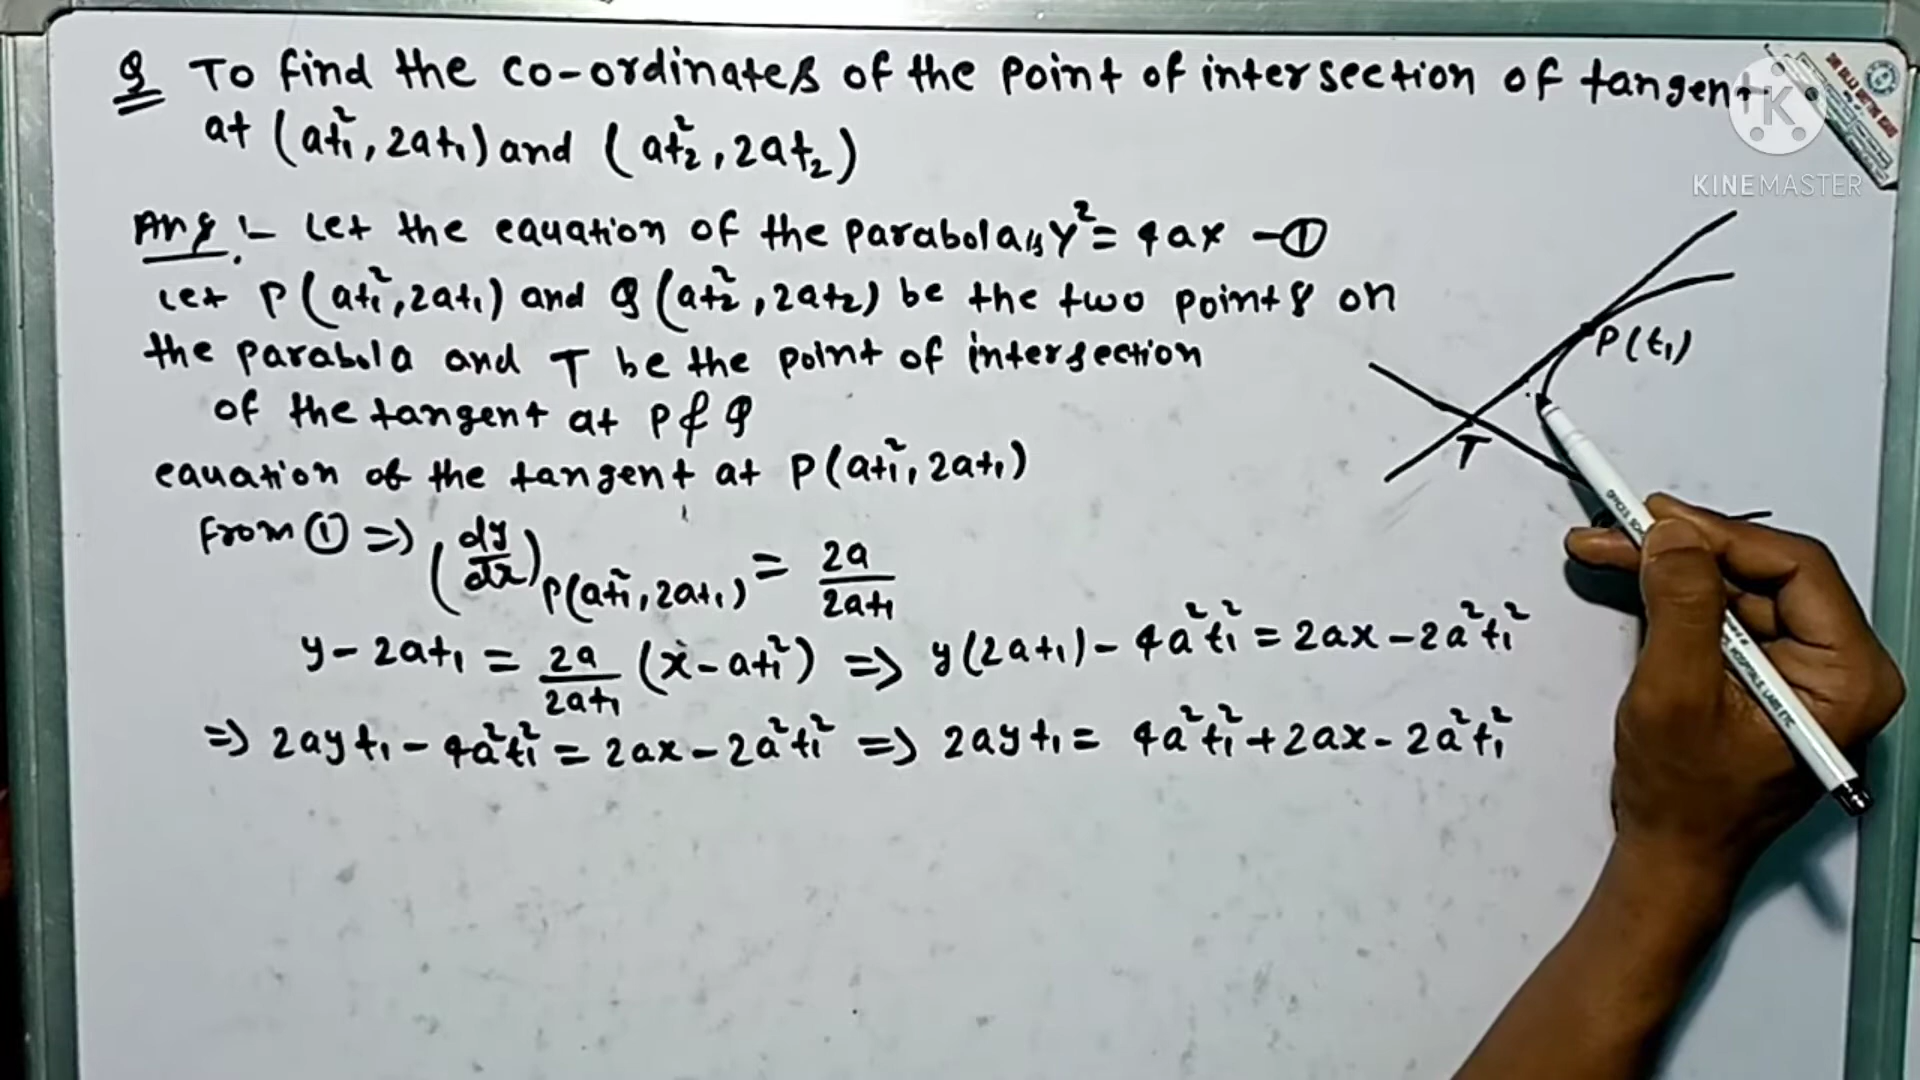 Q To find the co-ordinates of the point of intersection of tangent
at (at₁², 2at₁) and (at₂², 2at₂)
Ans :- Let the equation of the parabola is y² = 4ax -①
Let P(at₁², 2at₁) and Q(at₂², 2at₂) be the two points on
the parabola and T be the point of intersection
of the tangent at P & Q
equation of the tangent at P(at₁², 2at₁)
From ① => (dy/dx)P(at₁², 2at₁) = 2a/2at₁
y - 2at₁ = 2a/2at₁ (x - at₁²) => y(2at₁) - 4a²t₁² = 2ax - 2a²t₁²
=> 2ayt₁ - 4a²t₁² = 2ax - 2a²t₁² => 2ayt₁ = 4a²t₁² + 2ax - 2a²t₁²
P(t₁)
T
K
KINEMASTER